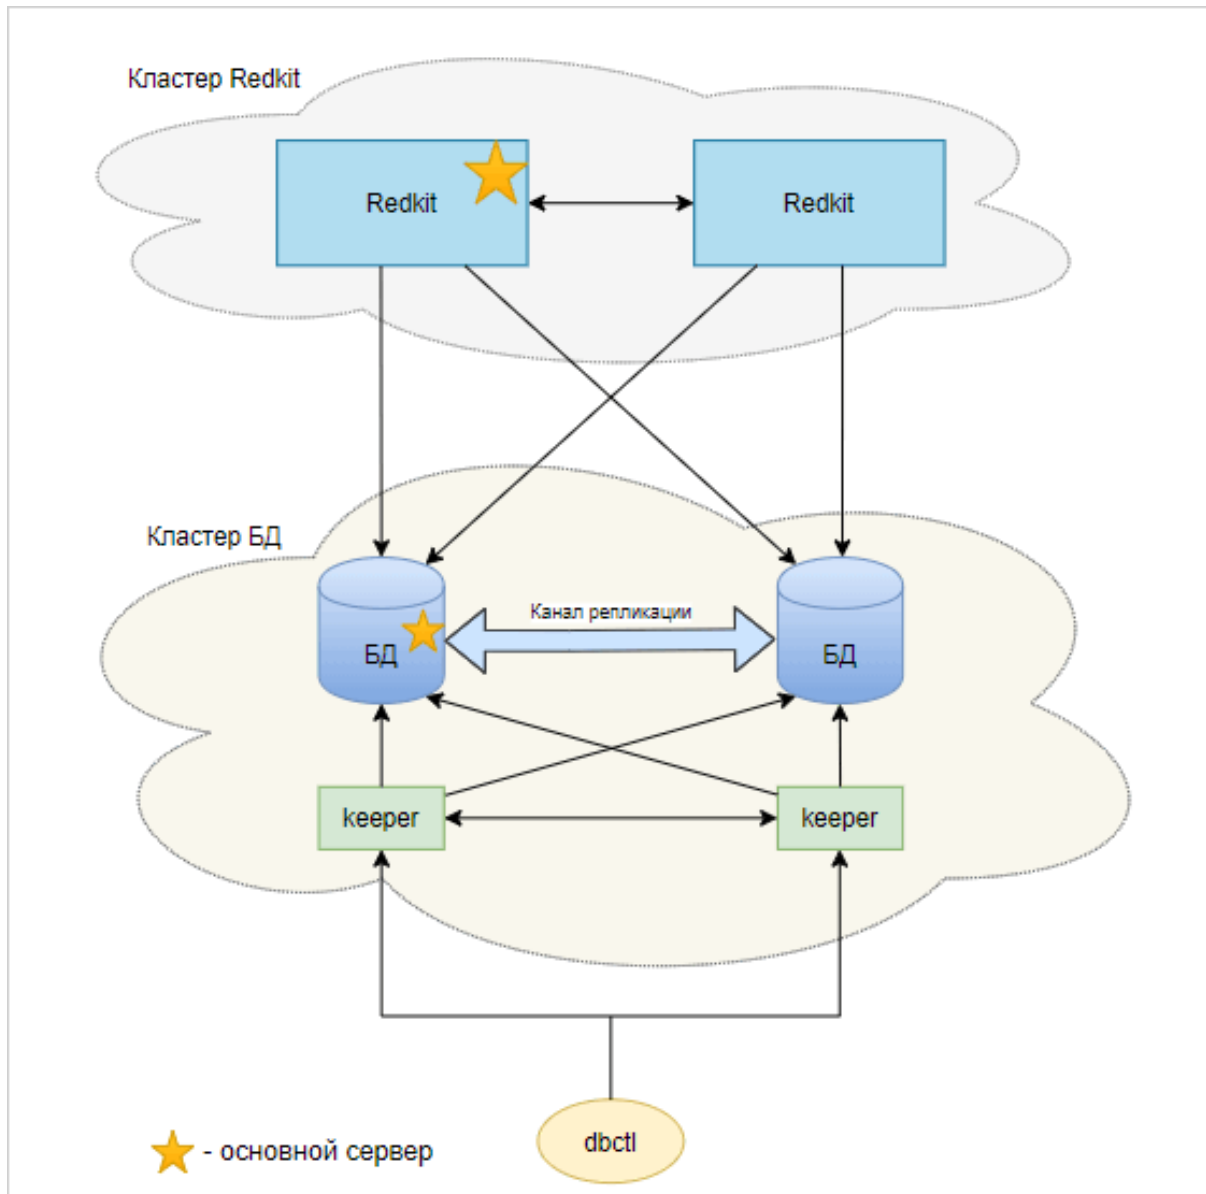 Кластер Redkit
Redkit
Redkit
Кластер БД
Канал репликации
БД
БД
keeper
keeper
dbctl
- основной сервер